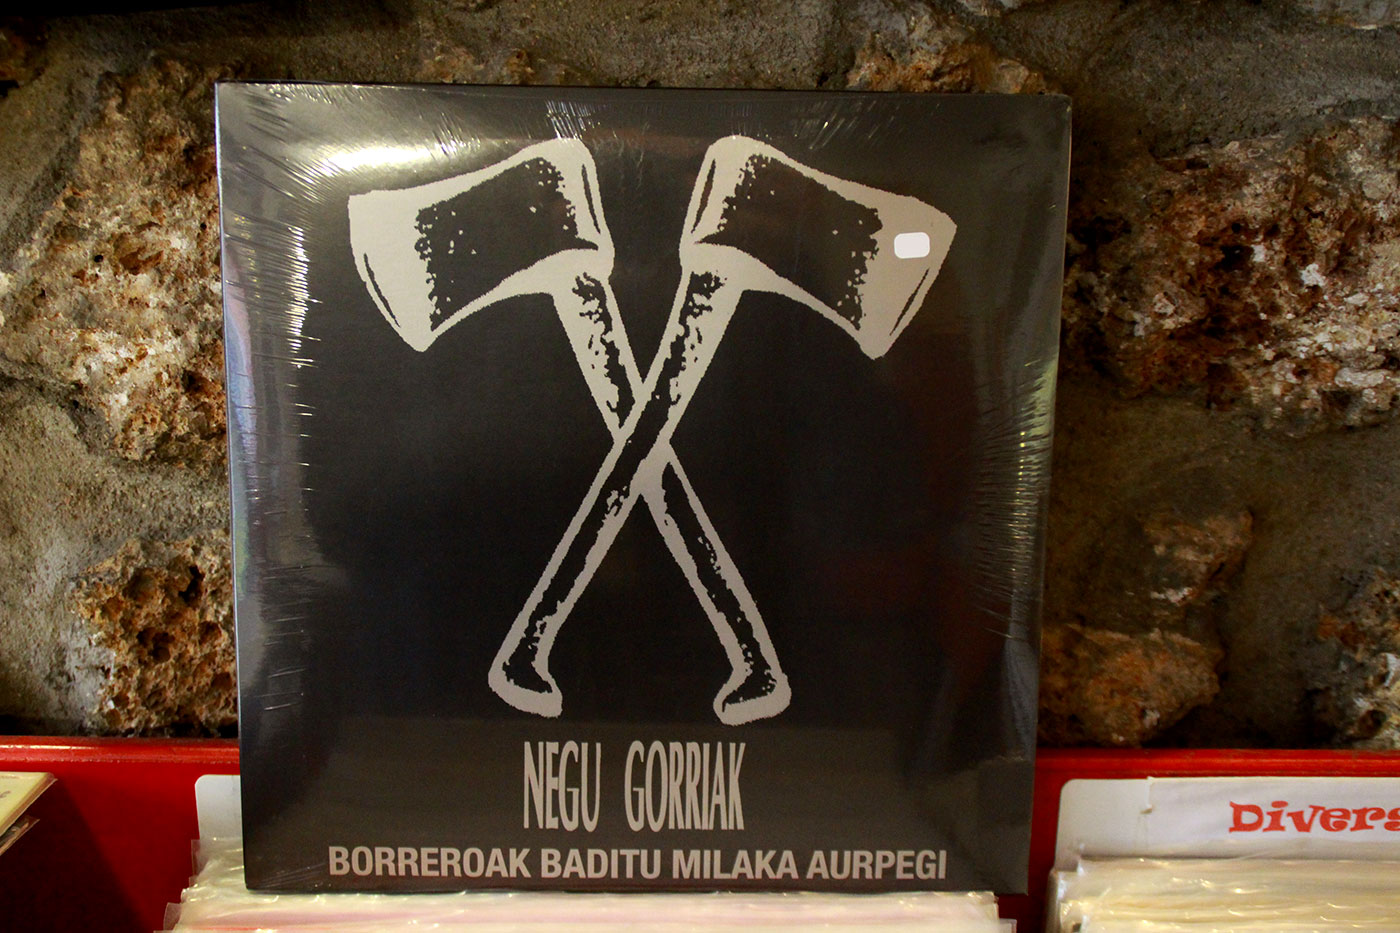 NEGU GORRIAK
BORREROAK BADITU MILAKA AURPEGI
Divers